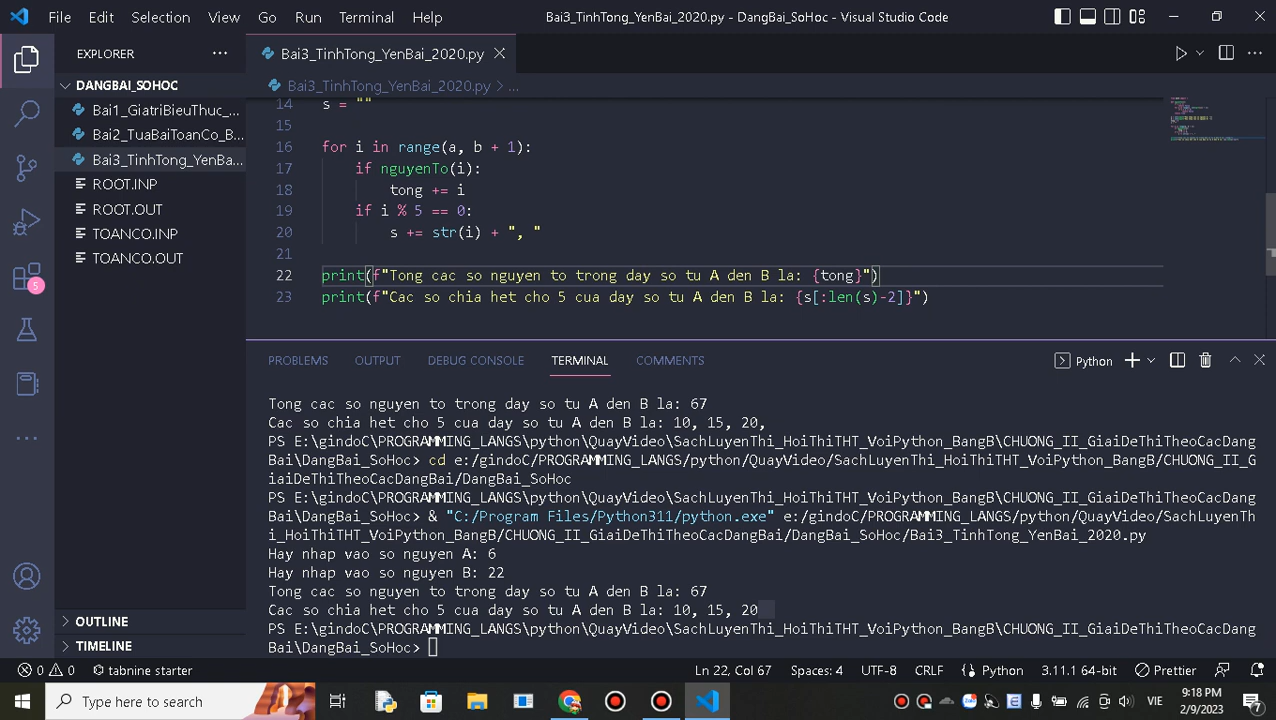 File Edit Selection View Go Run Terminal Help
Bai3_TinhTong_YenBai_2020.py - DangBai_SoHoc - Visual Studio Code
EXPLORER
DANGBAI_SOHOC
Bai1_GiatriBieuThuc_...
Bai2_TuaBaiToanCo_B...
Bai3_TinhTong_YenBa...
ROOT.INP
ROOT.OUT
TOANCO.INP
TOANCO.OUT
5
OUTLINE
TIMELINE
Bai3_TinhTong_YenBai_2020.py
Bai3_TinhTong_YenBai_2020.py > ...
14 s = ""
15
16 for i in range(a, b + 1):
17 if nguyenTo(i):
18 tong += i
19 if i % 5 == 0:
20 s += str(i) + ", "
21
22 print(f"Tong cac so nguyen to trong day so tu A den B la: {tong}")
23 print(f"Cac so chia het cho 5 cua day so tu A den B la: {s[:len(s)-2]}")
PROBLEMS OUTPUT DEBUG CONSOLE TERMINAL COMMENTS
Python
Tong cac so nguyen to trong day so tu A den B la: 67
Cac so chia het cho 5 cua day so tu A den B la: 10, 15, 20,
PS E:\gindoC\PROGRAMMING_LANGS\python\QuayVideo\SachLuyenThi_HoiThiTHT_VoiPython_BangB\CHUONG_II_GiaiDeThiTheoCacDang
Bai\DangBai_SoHoc> cd e:/gindoC/PROGRAMMING_LANGS/python/QuayVideo/SachLuyenThi_HoiThiTHT_VoiPython_BangB/CHUONG_II_G
iaiDeThiTheoCacDangBai/DangBai_SoHoc
PS E:\gindoC\PROGRAMMING_LANGS\python\QuayVideo\SachLuyenThi_HoiThiTHT_VoiPython_BangB\CHUONG_II_GiaiDeThiTheoCacDang
Bai\DangBai_SoHoc> & "C:/Program Files/Python311/python.exe" e:/gindoC/PROGRAMMING_LANGS/python/QuayVideo/SachLuyenTh
i_HoiThiTHT_VoiPython_BangB/CHUONG_II_GiaiDeThiTheoCacDangBai/DangBai_SoHoc/Bai3_TinhTong_YenBai_2020.py
Hay nhap vao so nguyen A: 6
Hay nhap vao so nguyen B: 22
Tong cac so nguyen to trong day so tu A den B la: 67
Cac so chia het cho 5 cua day so tu A den B la: 10, 15, 20
PS E:\gindoC\PROGRAMMING_LANGS\python\QuayVideo\SachLuyenThi_HoiThiTHT_VoiPython_BangB\CHUONG_II_GiaiDeThiTheoCacDang
Bai\DangBai_SoHoc>
0 0 tabnine starter Ln 22, Col 67 Spaces: 4 UTF-8 CRLF Python 3.11.1 64-bit Prettier
Type here to search
VIE
9:18 PM
2/9/2023